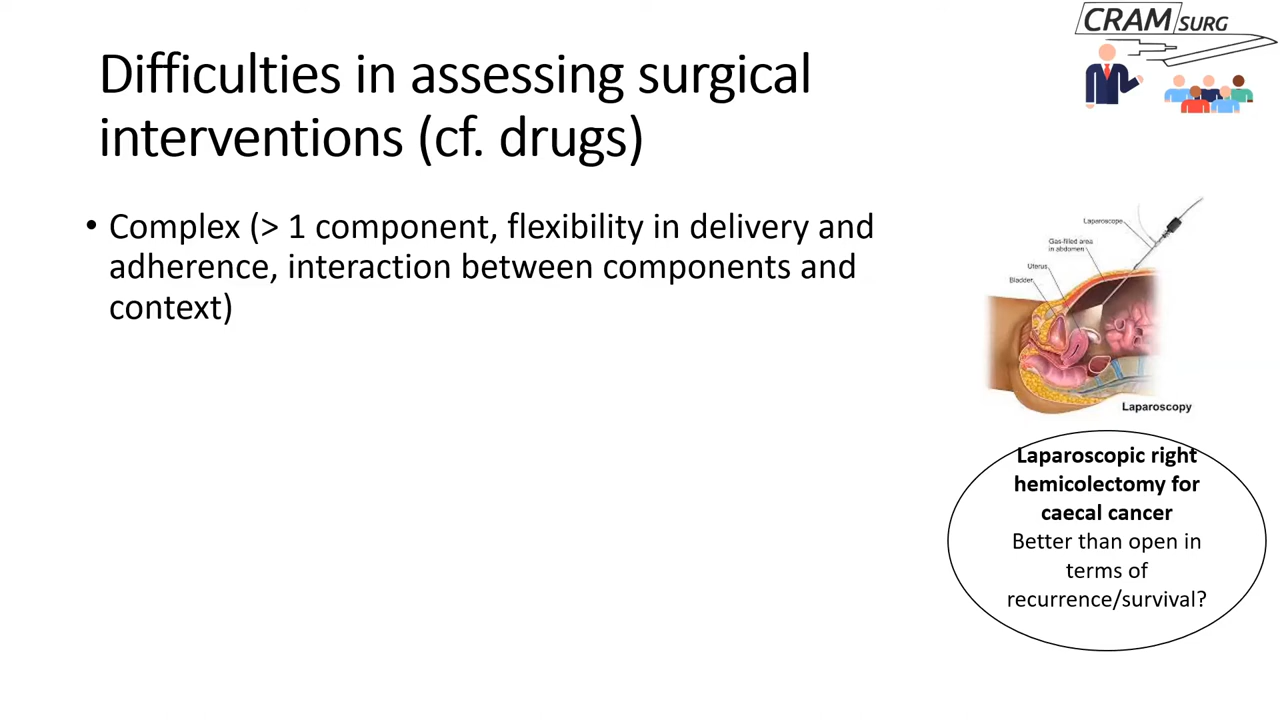 CRAM SURG
Difficulties in assessing surgical
interventions (cf. drugs)
• Complex (> 1 component, flexibility in delivery and
adherence, interaction between components and
context)
Laparoscope
Gas-filled area
in abdomen
Uterus
Bladder
Laparoscopy
Laparoscopic right
hemicolectomy for
caecal cancer
Better than open in
terms of
recurrence/survival?